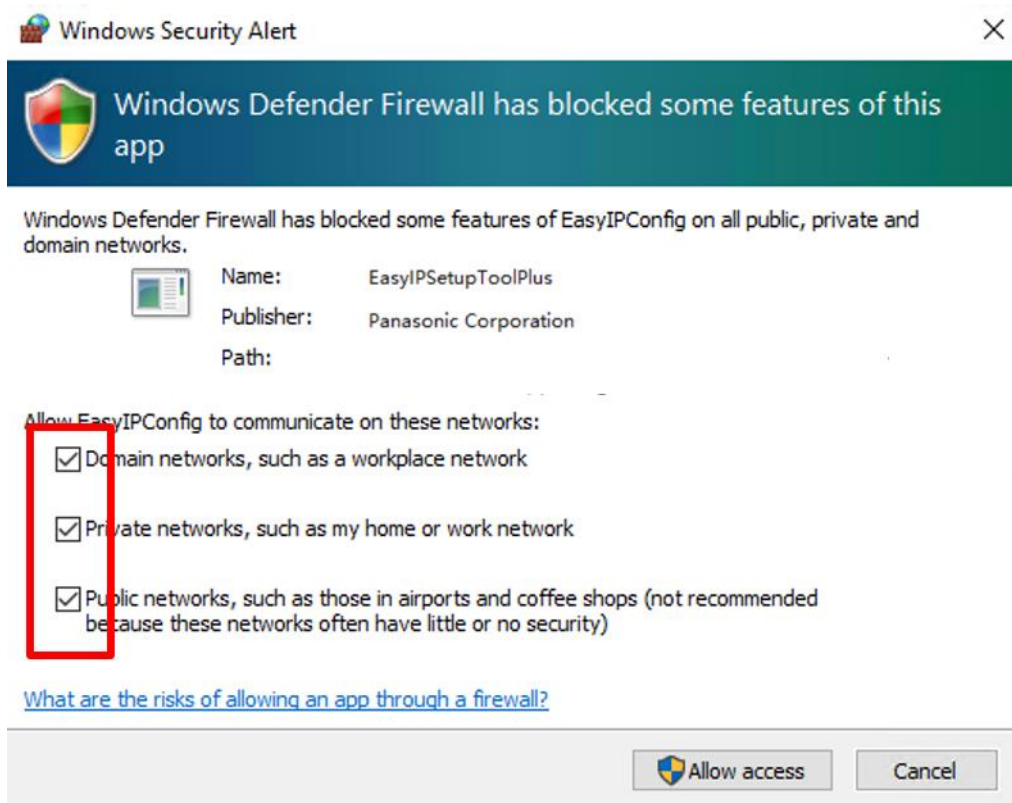 Windows Security Alert
Windows Defender Firewall has blocked some features of this
app
Windows Defender Firewall has blocked some features of EasyIPConfig on all public, private and
domain networks.
Name: EasyIPSetupToolPlus
Publisher: Panasonic Corporation
Path:
Allow EasyIPConfig to communicate on these networks:
Domain networks, such as a workplace network
Private networks, such as my home or work network
Public networks, such as those in airports and coffee shops (not recommended
because these networks often have little or no security)
What are the risks of allowing an app through a firewall?
Allow access
Cancel